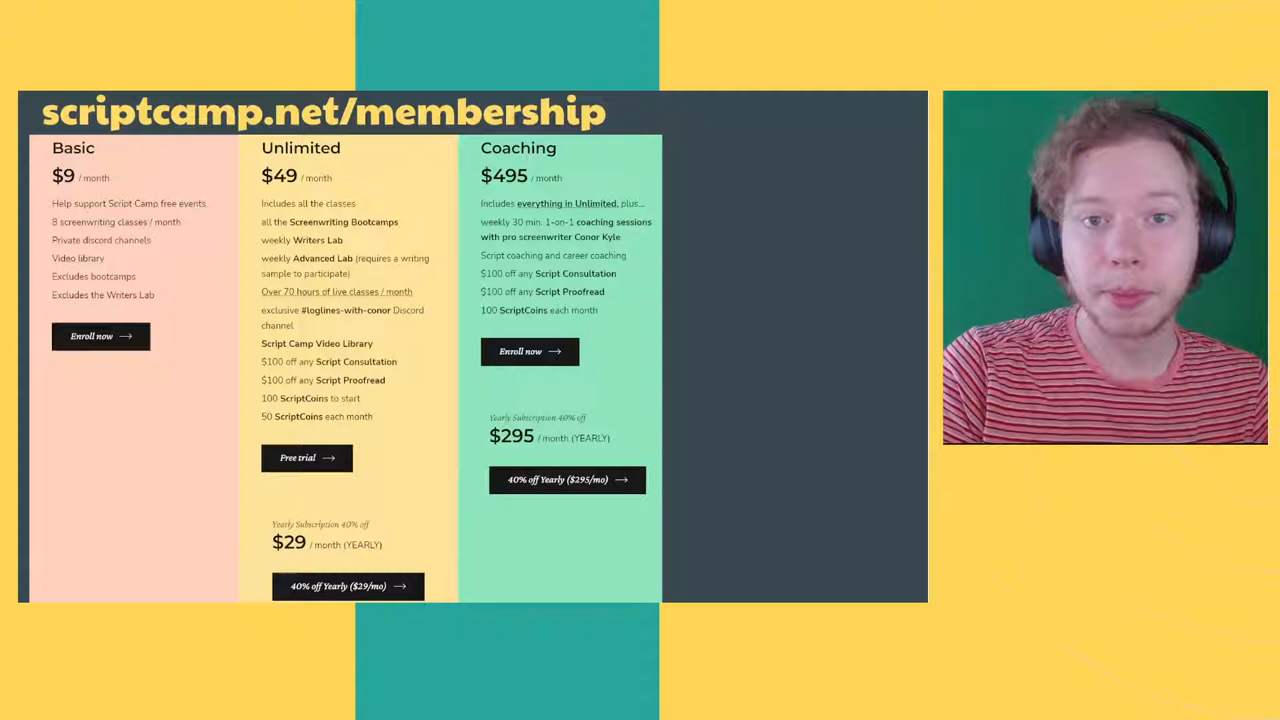 scriptcamp.net/membership
Basic
$9 / month
Help support Script Camp free events
8 screenwriting classes / month
Private discord channels
Video library
Excludes bootcamps
Excludes the Writers Lab
Enroll now →
Unlimited
$49 / month
Includes all the classes
all the Screenwriting Bootcamps
weekly Writers Lab
weekly Advanced Lab (requires a writing
sample to participate)
Over 70 hours of live classes / month
exclusive #loglines-with-conor Discord
channel
Script Camp Video Library
$100 off any Script Consultation
$100 off any Script Proofread
100 ScriptCoins to start
50 ScriptCoins each month
Free trial →
Yearly Subscription 40% off
$29 / month (YEARLY)
40% off Yearly ($29/mo) →
Coaching
$495 / month
Includes everything in Unlimited, plus...
weekly 30 min. 1-on-1 coaching sessions
with pro screenwriter Conor Kyle
Script coaching and career coaching
$100 off any Script Consultation
$100 off any Script Proofread
100 ScriptCoins each month
Enroll now →
Yearly Subscription 40% off
$295 / month (YEARLY)
40% off Yearly ($295/mo) →